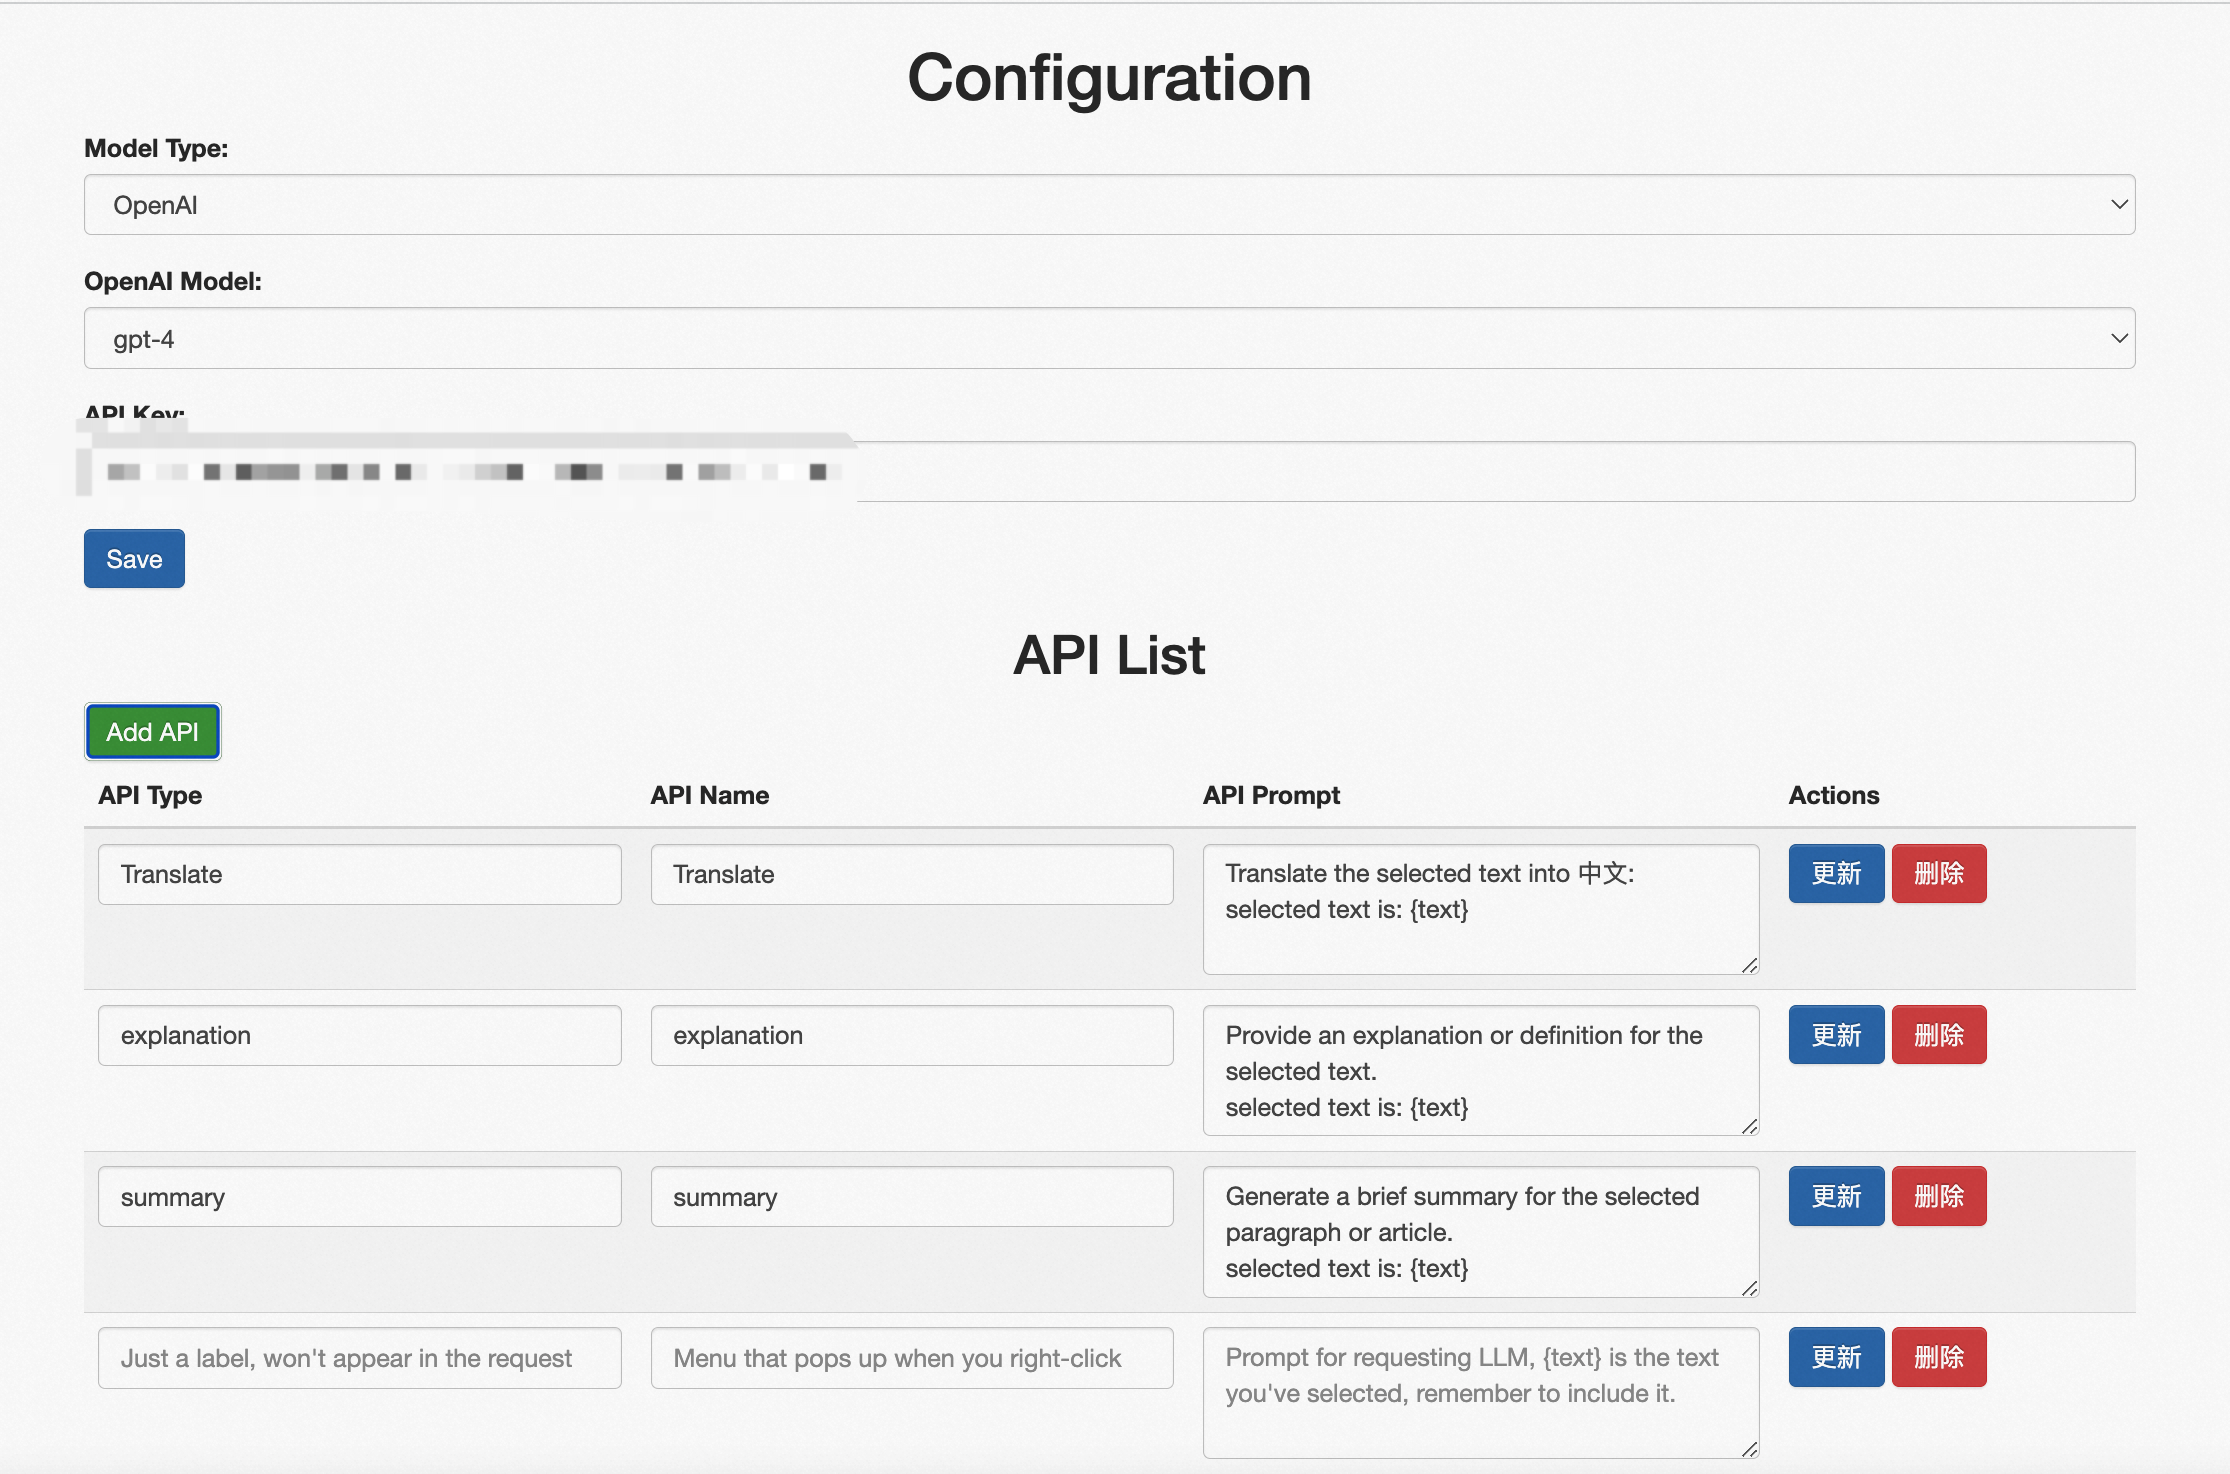 Configuration
Model Type:
OpenAI
OpenAI Model:
gpt-4
API Key:
Save
API List
Add API
API Type API Name API Prompt Actions
Translate Translate Translate the selected text into 中文: 更新 删除
selected text is: {text}
explanation explanation Provide an explanation or definition for the 更新 删除
selected text.
selected text is: {text}
summary summary Generate a brief summary for the selected 更新 删除
paragraph or article.
selected text is: {text}
Just a label, won't appear in the request Menu that pops up when you right-click Prompt for requesting LLM, {text} is the text 更新 删除
you've selected, remember to include it.